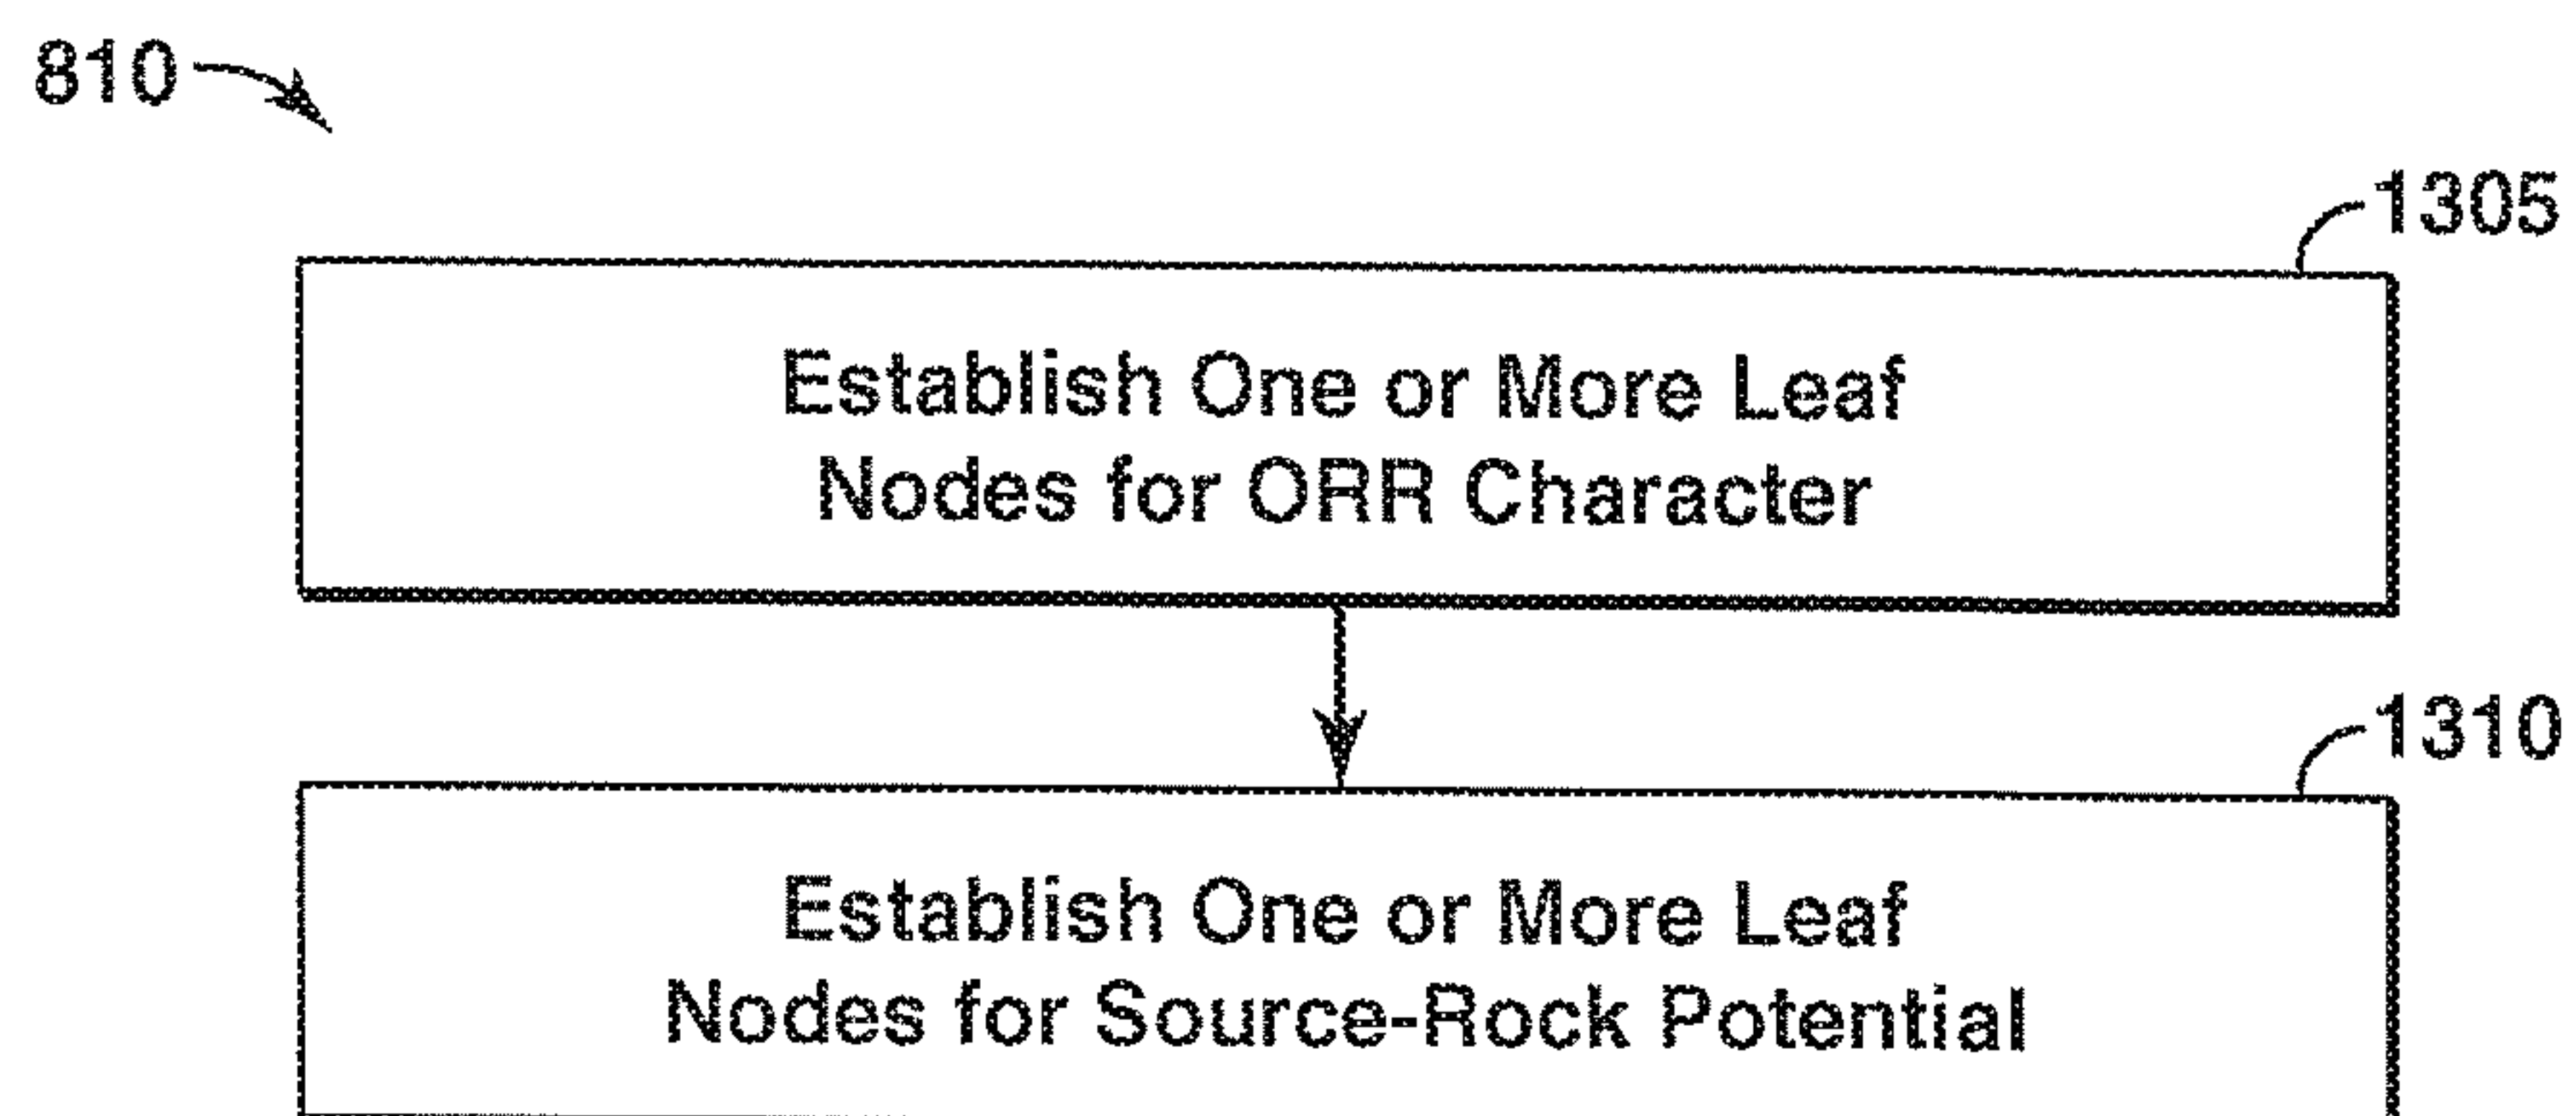 810
1305
Establish One or More Leaf
Nodes for ORR Character
1310
Establish One or More Leaf
Nodes for Source-Rock Potential